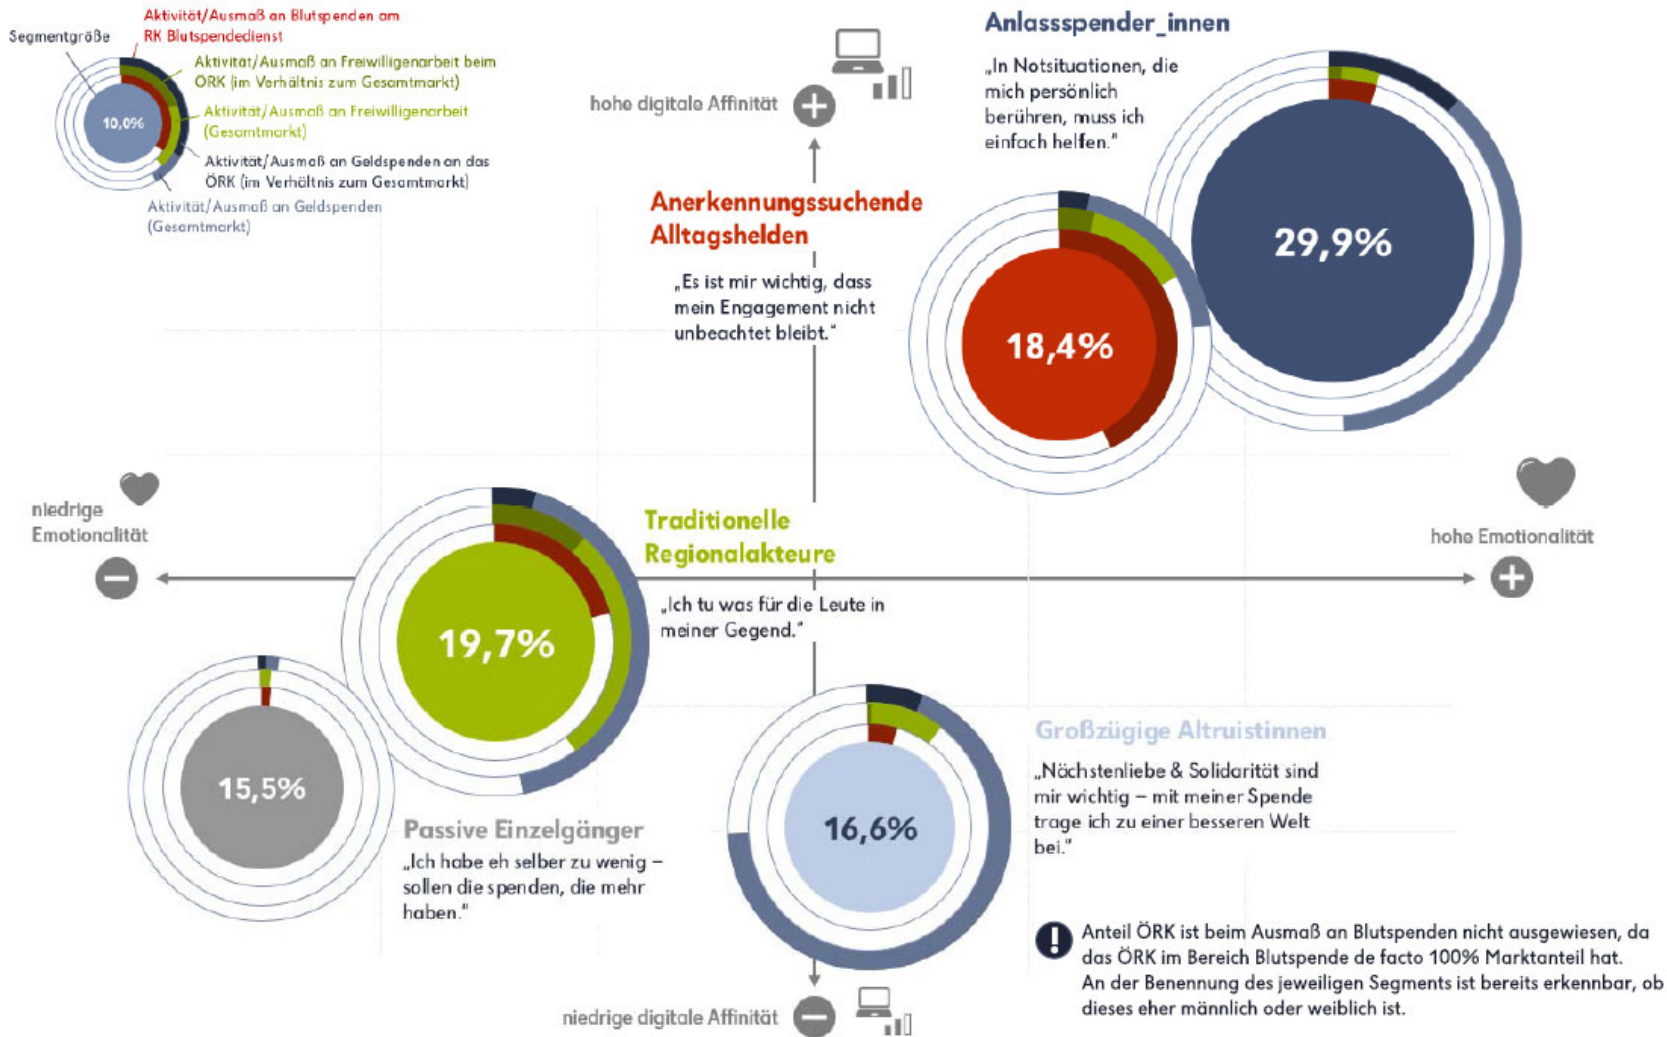 Segmentgröße
Aktivität/Ausmaß an Blutspenden am
RK Blutspendedienst
Aktivität/Ausmaß an Freiwilligenarbeit beim
ÖRK (im Verhältnis zum Gesamtmarkt)
Aktivität/Ausmaß an Freiwilligenarbeit
(Gesamtmarkt)
Aktivität/Ausmaß an Geldspenden an das
ÖRK (im Verhältnis zum Gesamtmarkt)
Aktivität/Ausmaß an Geldspenden
(Gesamtmarkt)
10,0%
hohe digitale Affinität
Anlassspender_innen
„In Notsituationen, die
mich persönlich
berühren, muss ich
einfach helfen.“
29,9%
Anerkennungssuchende
Alltagshelden
„Es ist mir wichtig, dass
mein Engagement nicht
unbeachtet bleibt.“
18,4%
niedrige
Emotionalität
hohe Emotionalität
Traditionelle
Regionalakteure
„Ich tu was für die Leute in
meiner Gegend.“
19,7%
15,5%
Passive Einzelgänger
„Ich habe eh selber zu wenig –
sollen die spenden, die mehr
haben.“
16,6%
Großzügige Altruistinnen
„Nächstenliebe & Solidarität sind
mir wichtig – mit meiner Spende
trage ich zu einer besseren Welt
bei.“
niedrige digitale Affinität
Anteil ÖRK ist beim Ausmaß an Blutspenden nicht ausgewiesen, da
das ÖRK im Bereich Blutspende de facto 100% Marktanteil hat.
An der Benennung des jeweiligen Segments ist bereits erkennbar, ob
dieses eher männlich oder weiblich ist.